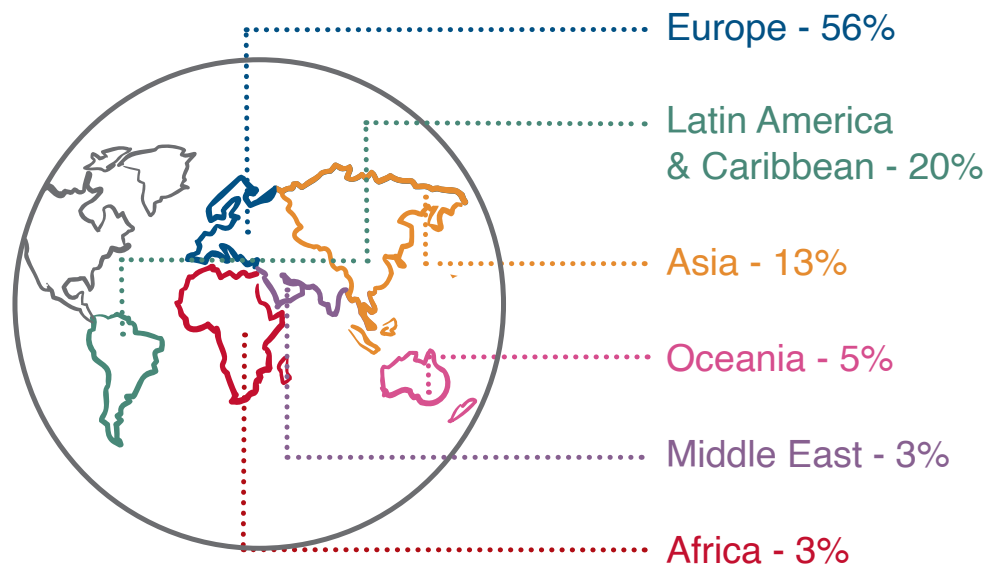 Europe - 56%
Latin America
& Caribbean - 20%
Asia - 13%
Oceania - 5%
Middle East - 3%
Africa - 3%